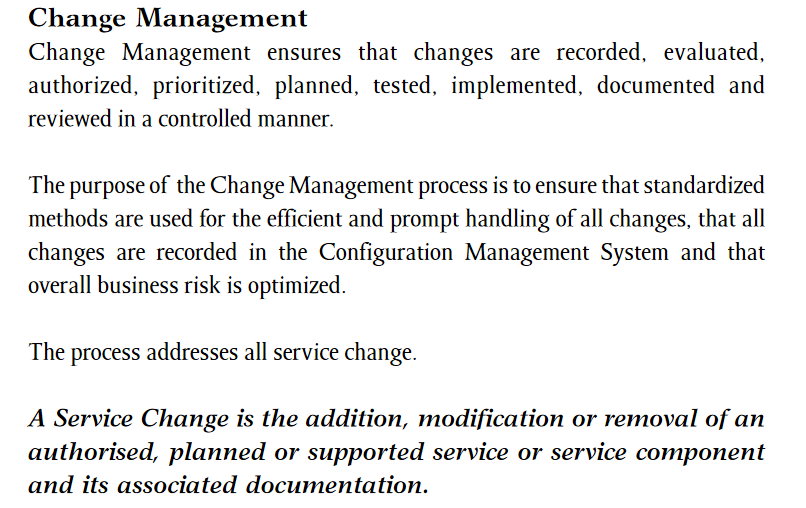 Change Management
Change Management ensures that changes are recorded, evaluated,
authorized, prioritized, planned, tested, implemented, documented and
reviewed in a controlled manner.
The purpose of the Change Management process is to ensure that standardized
methods are used for the efficient and prompt handling of all changes, that all
changes are recorded in the Configuration Management System and that
overall business risk is optimized.
The process addresses all service change.
A Service Change is the addition, modification or removal of an
authorised, planned or supported service or service component
and its associated documentation.